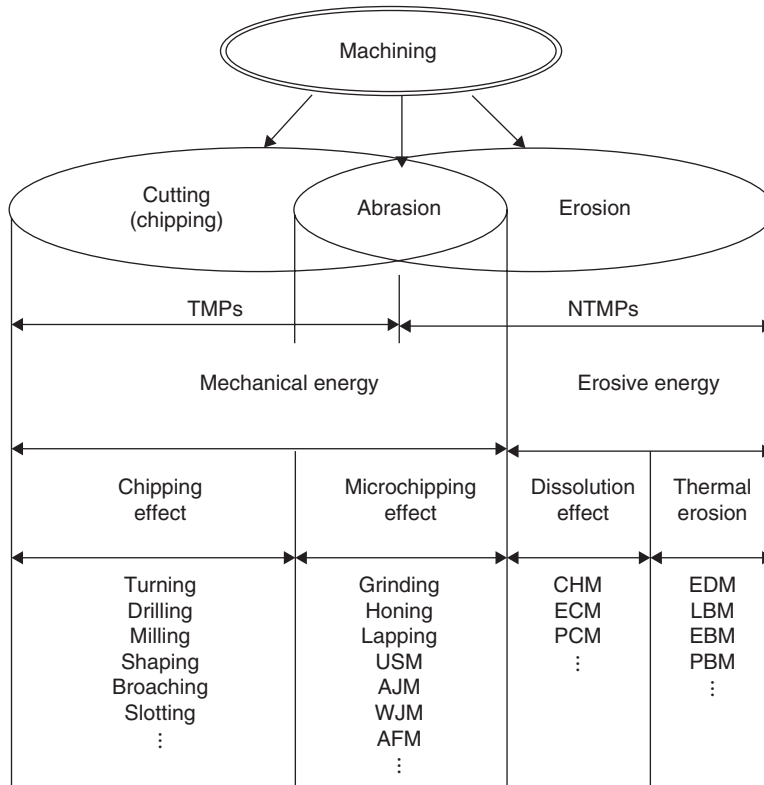 Machining
Cutting
(chipping)
Abrasion
Erosion
TMPs
NTMPs
Mechanical energy
Erosive energy
Chipping
effect
Microchipping
effect
Dissolution
effect
Thermal
erosion
Turning
Drilling
Milling
Shaping
Broaching
Slotting
⋮
Grinding
Honing
Lapping
USM
AJM
WJM
AFM
⋮
CHM
ECM
PCM
⋮
EDM
LBM
EBM
PBM
⋮